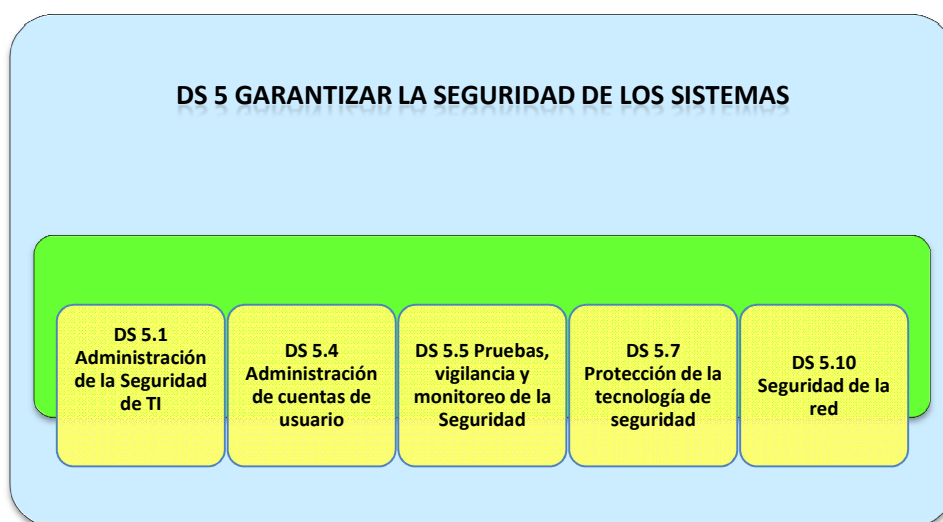 DS 5 GARANTIZAR LA SEGURIDAD DE LOS SISTEMAS
DS 5.1
Administración
de la Seguridad
de TI
DS 5.4
Administración
de cuentas de
usuario
DS 5.5 Pruebas,
vigilancia y
monitoreo de la
Seguridad
DS 5.7
Protección de la
tecnología de
seguridad
DS 5.10
Seguridad de la
red